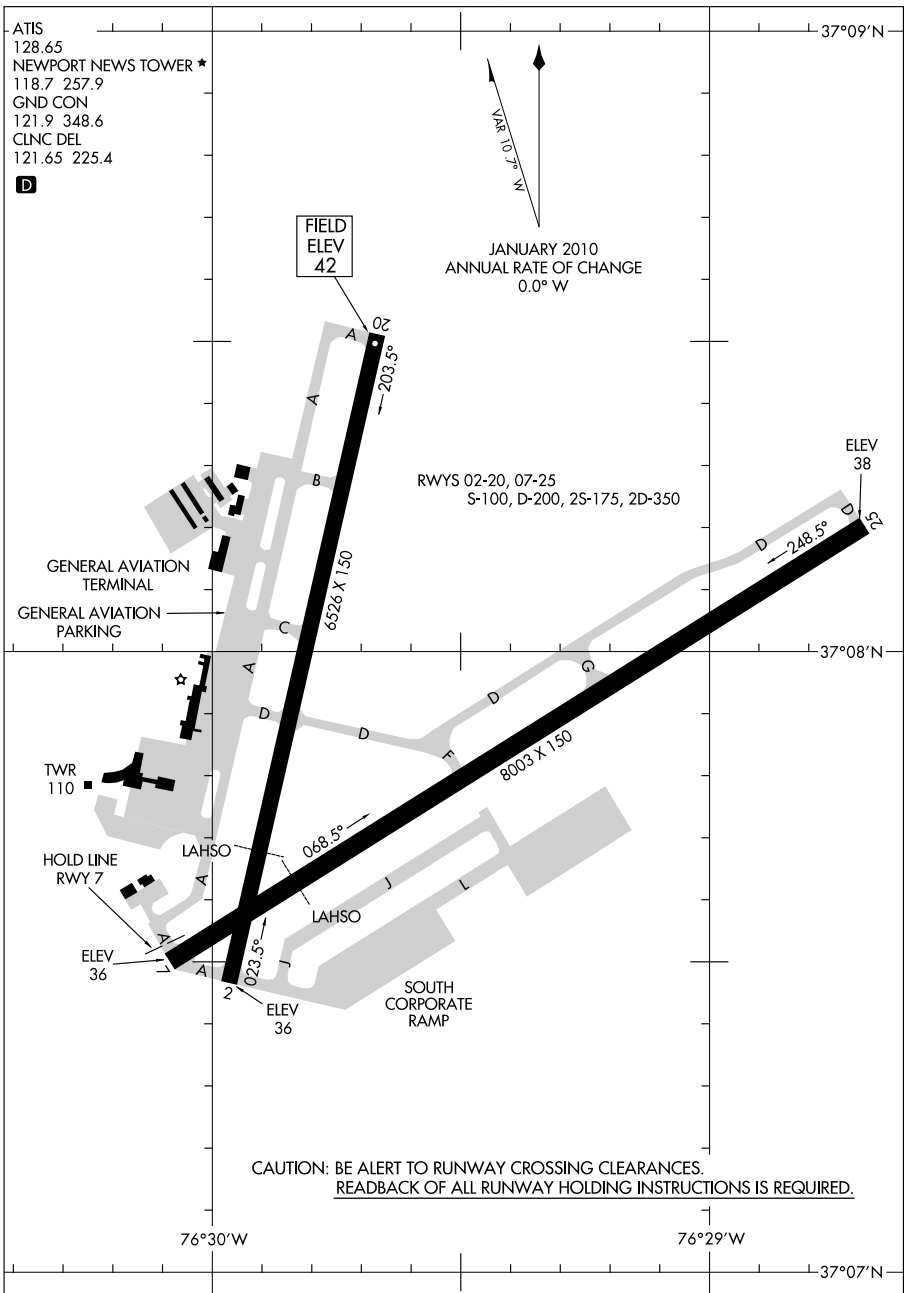 ATIS
128.65
NEWPORT NEWS TOWER ★
118.7 257.9
GND CON
121.9 348.6
CLNC DEL
121.65 225.4
D
37°09'N
VAR 10.7° W
JANUARY 2010
ANNUAL RATE OF CHANGE
0.0° W
FIELD
ELEV
42
A
20
203.5°
A
B
RWYS 02-20, 07-25
S-100, D-200, 2S-175, 2D-350
ELEV
38
D
25
248.5°
D
GENERAL AVIATION
TERMINAL
GENERAL AVIATION
PARKING
6526 X 150
C
37°08'N
A
G
D
D
D
F
8003 X 150
TWR
110
068.5°
LAHSO
HOLD LINE
RWY 7
A
J
L
LAHSO
A
ELEV
36
7
A
023.5°
J
2
ELEV
36
SOUTH
CORPORATE
RAMP
CAUTION: BE ALERT TO RUNWAY CROSSING CLEARANCES.
READBACK OF ALL RUNWAY HOLDING INSTRUCTIONS IS REQUIRED.
76°30'W
76°29'W
37°07'N